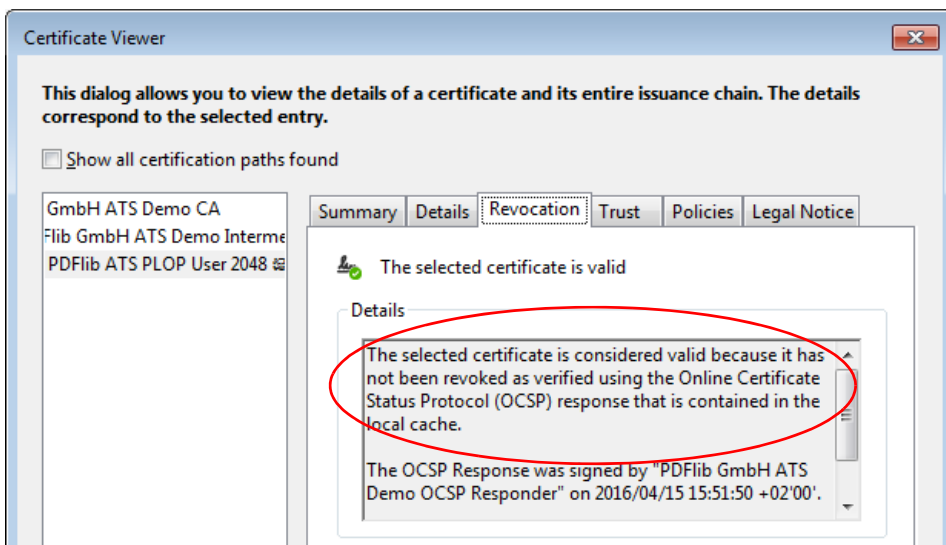 Certificate Viewer
This dialog allows you to view the details of a certificate and its entire issuance chain. The details
correspond to the selected entry.
Show all certification paths found
GmbH ATS Demo CA
Flib GmbH ATS Demo Interme
PDFlib ATS PLOP User 2048
Summary Details Revocation Trust Policies Legal Notice
The selected certificate is valid
Details
The selected certificate is considered valid because it has
not been revoked as verified using the Online Certificate
Status Protocol (OCSP) response that is contained in the
local cache.
The OCSP Response was signed by "PDFlib GmbH ATS
Demo OCSP Responder" on 2016/04/15 15:51:50 +02'00'.